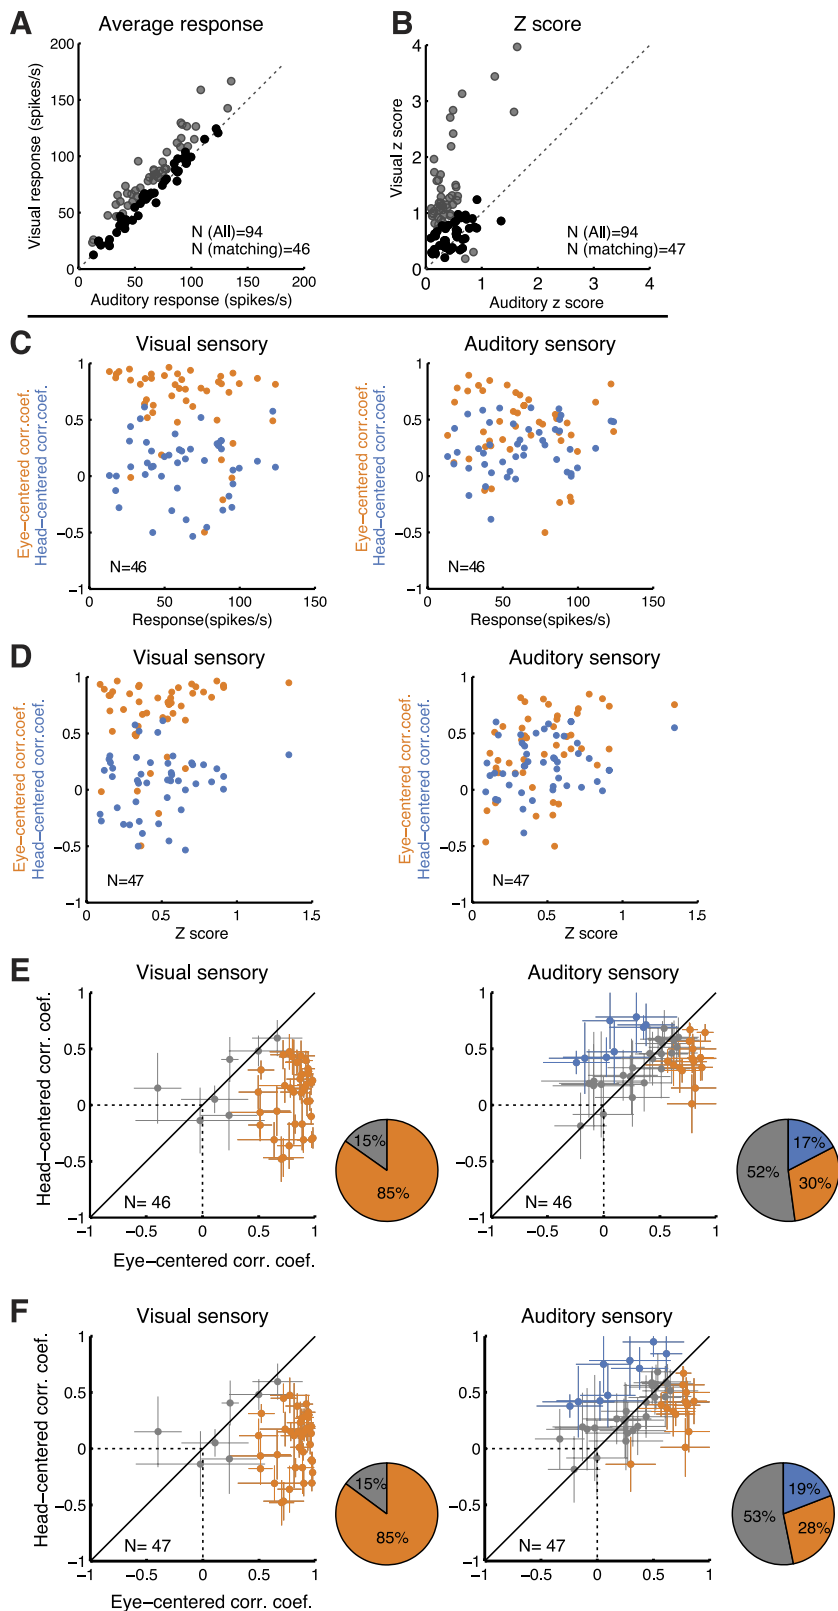 A
Average response
200
150
100
50
0
Visual response (spikes/s)
N (All)=94
N (matching)=46
0
50
100
150
200
Auditory response (spikes/s)
B
Z score
4
3
2
1
0
Visual z score
N (All)=94
N (matching)=47
0
1
2
3
4
Auditory z score
C
Visual sensory
Eye-centered corr.coef.
Head-centered corr.coef.
1
0.5
0
−0.5
−1
N=46
0
50
100
150
Response(spikes/s)
Auditory sensory
Eye-centered corr.coef.
Head-centered corr.coef.
1
0.5
0
−0.5
−1
N=46
0
50
100
150
Response(spikes/s)
D
Visual sensory
Eye-centered corr.coef.
Head-centered corr.coef.
1
0.5
0
−0.5
−1
N=47
0
0.5
1
1.5
Z score
Auditory sensory
Eye-centered corr.coef.
Head-centered corr.coef.
1
0.5
0
−0.5
−1
N=47
0
0.5
1
1.5
Z score
E
Visual sensory
Head-centered corr. coef.
1
0.5
0
−0.5
−1
N= 46
−1
−0.5
0
0.5
1
Eye-centered corr. coef.
15%
85%
Auditory sensory
1
0.5
0
−0.5
−1
N= 46
−1
−0.5
0
0.5
1
17%
52%
30%
F
Visual sensory
Head-centered corr. coef.
1
0.5
0
−0.5
−1
N= 47
−1
−0.5
0
0.5
1
Eye-centered corr. coef.
15%
85%
Auditory sensory
1
0.5
0
−0.5
−1
N= 47
−1
−0.5
0
0.5
1
19%
53%
28%